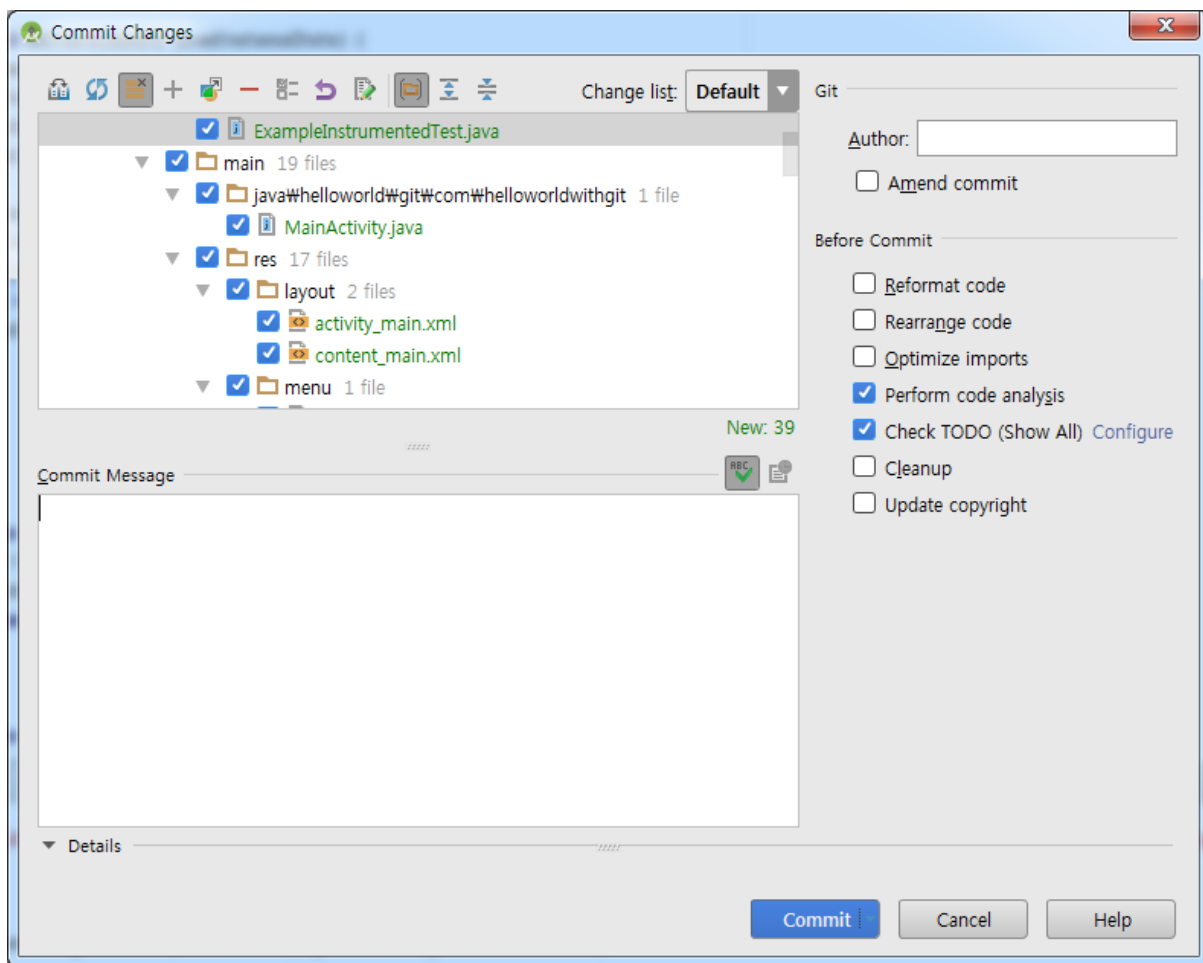 Commit Changes
Change list: Default
ExampleInstrumentedTest.java
main 19 files
java₩helloworld₩git₩com₩helloworldwithgit 1 file
MainActivity.java
res 17 files
layout 2 files
activity_main.xml
content_main.xml
menu 1 file
New: 39
Commit Message
ABC
Details
Git
Author:
Amend commit
Before Commit
Reformat code
Rearrange code
Optimize imports
Perform code analysis
Check TODO (Show All) Configure
Cleanup
Update copyright
Commit
Cancel
Help